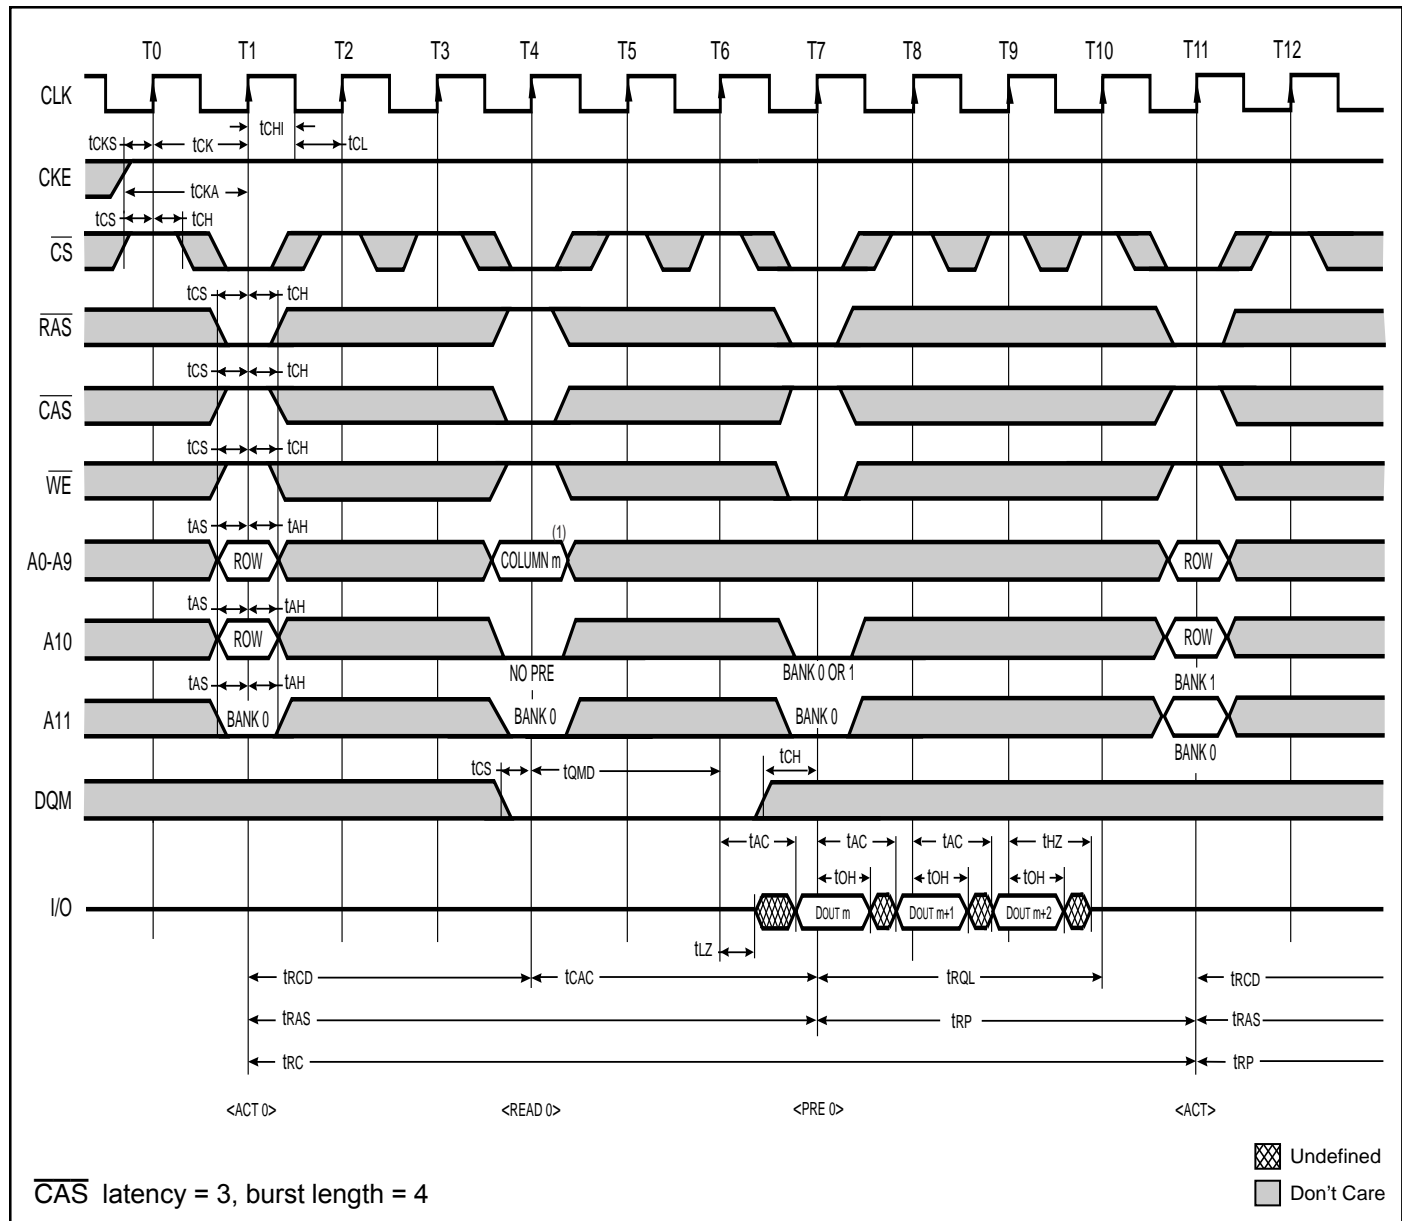 T0 T1 T2 T3 T4 T5 T6 T7 T8 T9 T10 T11 T12
CLK
tCHI
tCKS tCK tCL
CKE
tCKA
tCS tCH
CS
tCS tCH
RAS
tCS tCH
CAS
tCS tCH
WE
tAS tAH (1)
A0-A9 ROW COLUMN m ROW
tAS tAH
A10 ROW ROW
NO PRE BANK 0 OR 1 BANK 1
tAS tAH
A11 BANK 0 BANK 0 BANK 0
BANK 0
tCS tQMD tCH
DQM
tAC tAC tAC tHZ
tOH tOH tOH
I/O DOUT m DOUT m+1 DOUT m+2
tLZ
tRCD tCAC tRQL tRCD
tRAS tRP tRAS
tRC tRP
<ACT 0> <READ 0> <PRE 0> <ACT>
Undefined
CAS latency = 3, burst length = 4
Don't Care